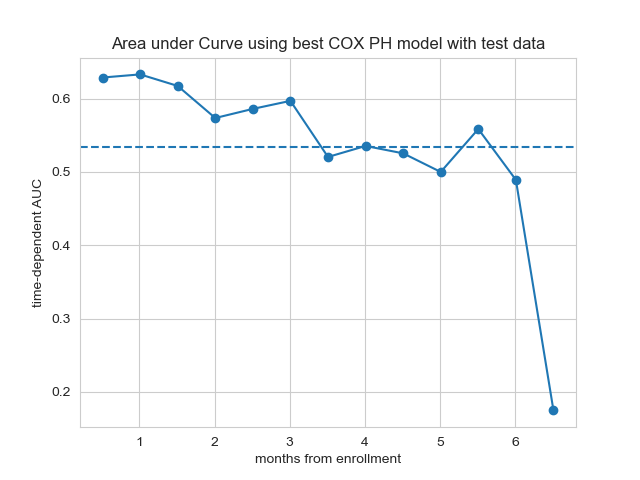 Area under Curve using best COX PH model with test data
time-dependent AUC
0.6
0.5
0.4
0.3
0.2
1 2 3 4 5 6
months from enrollment